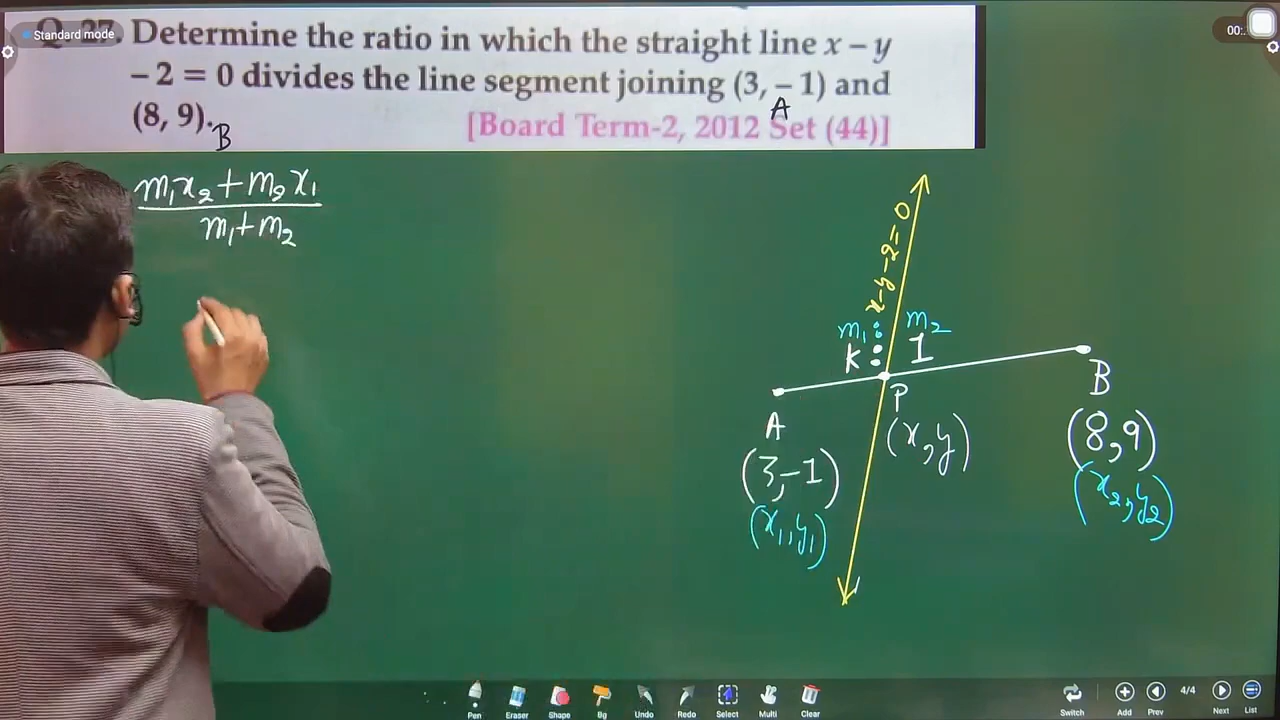 Standard mode
00:
Q. 27. Determine the ratio in which the straight line x – y
– 2 = 0 divides the line segment joining (3, – 1) and
A
(8, 9).
B
[Board Term-2, 2012 Set (44)]
m₁x₂+m₂x₁
m₁+m₂
x-y-2=0
m₁ : m₂
k : 1
P
A
B
(x,y)
(8,9)
(3,-1)
(x₂,y₂)
(x₁,y₁)
Pen Eraser Shape Bg Undo Redo Select Multi Clear
Switch Add Prev 4/4 Next List